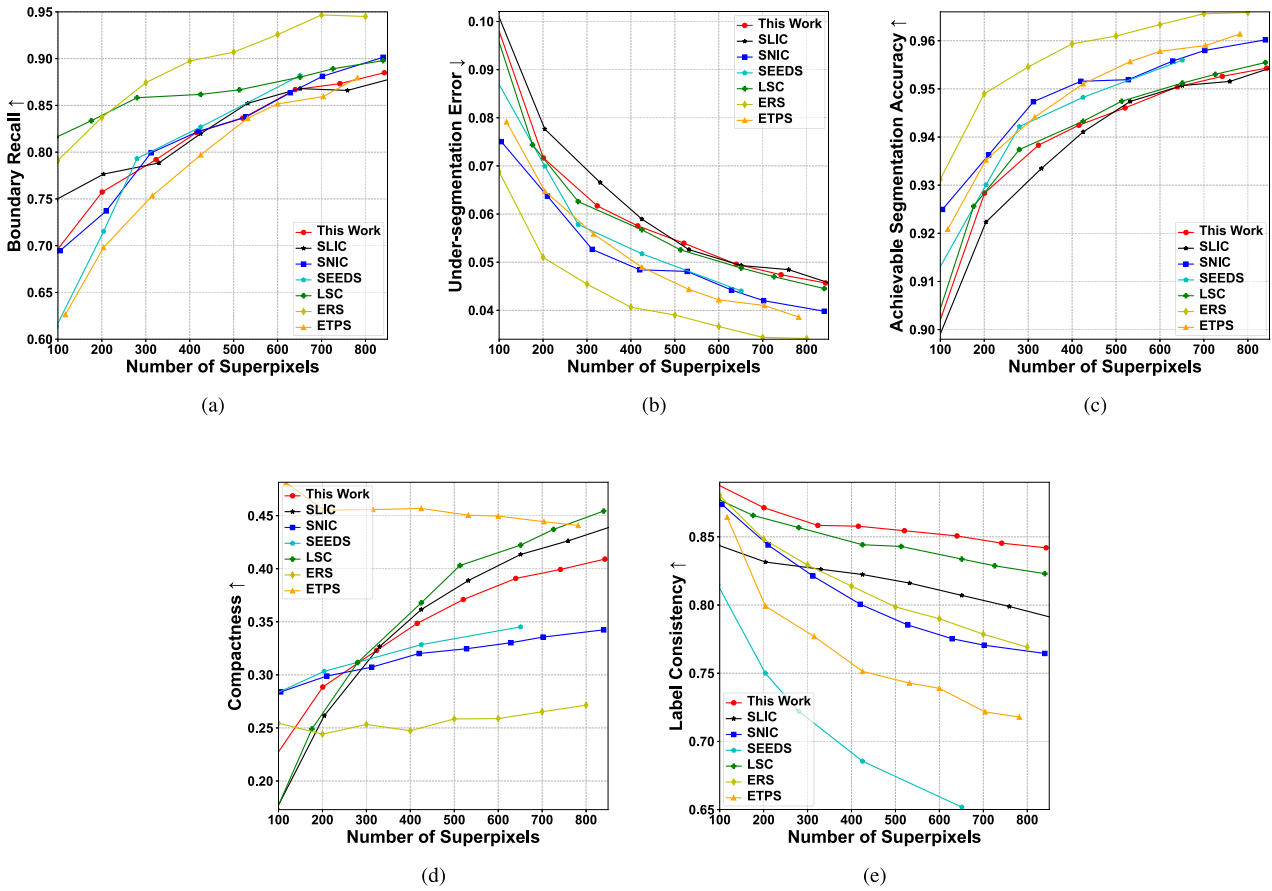 Boundary Recall ↑
0.95
0.90
0.85
0.80
0.75
0.70
0.65
0.60
This Work
SLIC
SNIC
SEEDS
LSC
ERS
ETPS
100 200 300 400 500 600 700 800
Number of Superpixels
(a)
Under-segmentation Error ↓
0.10
0.09
0.08
0.07
0.06
0.05
0.04
This Work
SLIC
SNIC
SEEDS
LSC
ERS
ETPS
100 200 300 400 500 600 700 800
Number of Superpixels
(b)
Achievable Segmentation Accuracy ↑
0.96
0.95
0.94
0.93
0.92
0.91
0.90
This Work
SLIC
SNIC
SEEDS
LSC
ERS
ETPS
100 200 300 400 500 600 700 800
Number of Superpixels
(c)
Compactness ↑
0.45
0.40
0.35
0.30
0.25
0.20
This Work
SLIC
SNIC
SEEDS
LSC
ERS
ETPS
100 200 300 400 500 600 700 800
Number of Superpixels
(d)
Label Consistency ↑
0.85
0.80
0.75
0.70
0.65
This Work
SLIC
SNIC
SEEDS
LSC
ERS
ETPS
100 200 300 400 500 600 700 800
Number of Superpixels
(e)